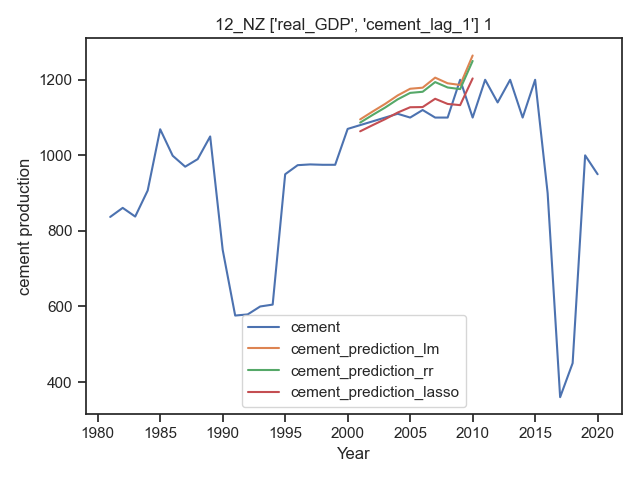 12_NZ ['real_GDP', 'cement_lag_1'] 1
cement production
1200
1000
800
600
400
cement
cement_prediction_lm
cement_prediction_rr
cement_prediction_lasso
1980 1985 1990 1995 2000 2005 2010 2015 2020
Year